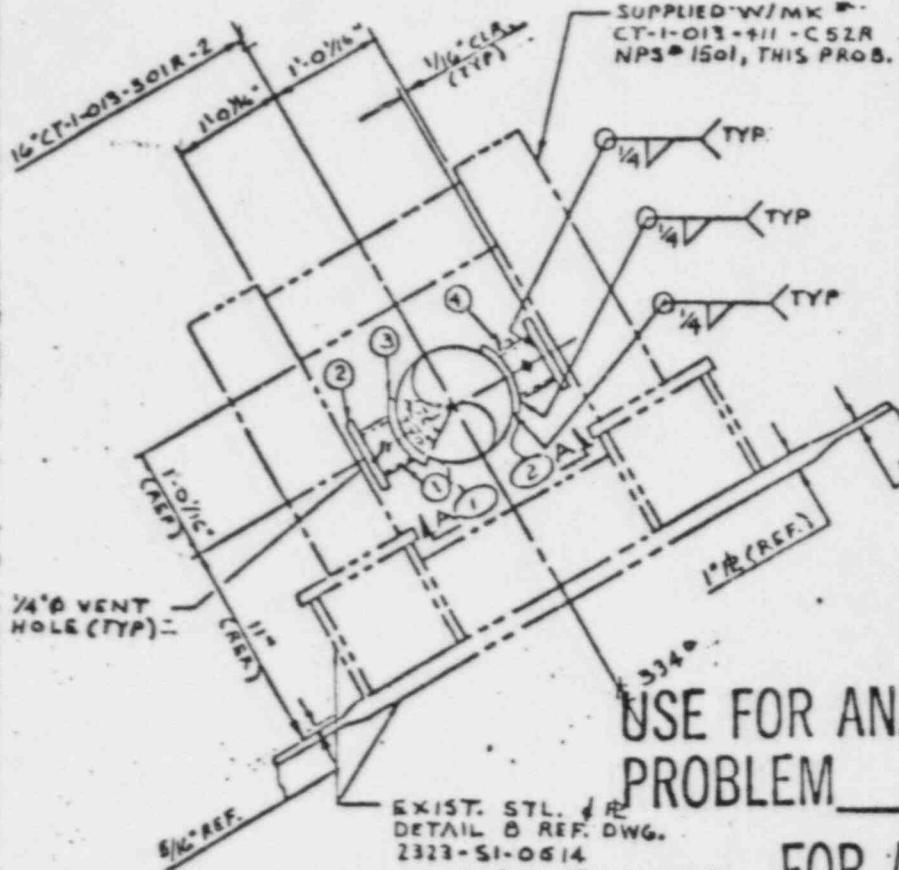 SUPPLIED W/MK #
CT-1-013-411-C52R
NPS# 1501, THIS PROB.
16"CT-1-013-301R-2
1'-0 1/16"
1'-0 1/16"
1/16" CLR.
(TYP)
1/4 TYP
1/4 TYP
1/4 TYP
4
3
2
1
1
2
A
A
1'-0 1/16"
(REF)
11"
(REF)
1" PL (REF.)
1/4"Ø VENT
HOLE (TYP)
334°
5/16" REF.
EXIST. STL. & PL
DETAIL 8 REF. DWG.
2323-S1-0614
USE FOR AN
PROBLEM
FOR A